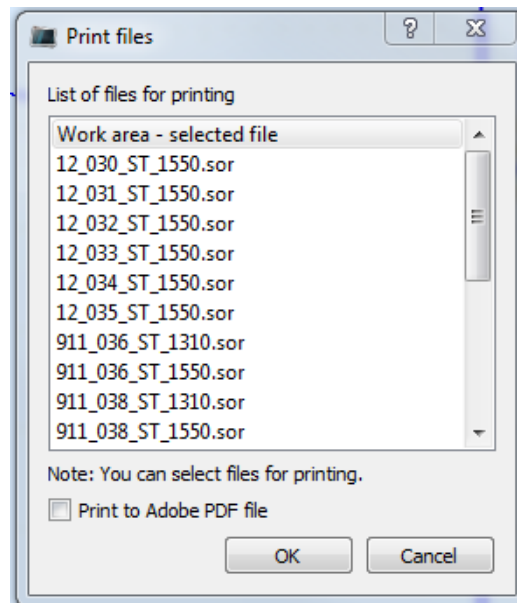 Print files
List of files for printing
Work area - selected file
12_030_ST_1550.sor
12_031_ST_1550.sor
12_032_ST_1550.sor
12_033_ST_1550.sor
12_034_ST_1550.sor
12_035_ST_1550.sor
911_036_ST_1310.sor
911_036_ST_1550.sor
911_038_ST_1310.sor
911_038_ST_1550.sor
Note: You can select files for printing.
Print to Adobe PDF file
OK Cancel